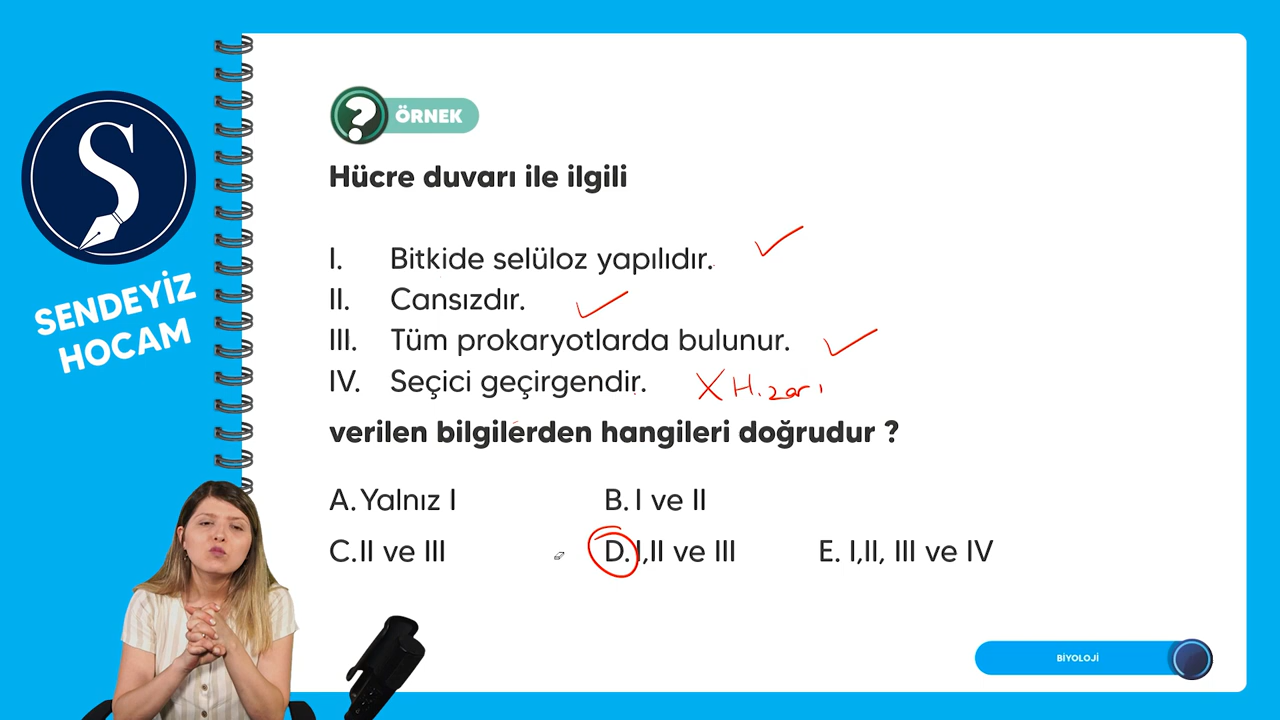 S
SENDEYİZ
HOCAM
? ÖRNEK
Hücre duvarı ile ilgili
I. Bitkide selüloz yapılıdır.
II. Cansızdır.
III. Tüm prokaryotlarda bulunur.
IV. Seçici geçirgendir. X H. zarı
verilen bilgilerden hangileri doğrudur ?
A. Yalnız I B. I ve II
C.II ve III D. I,II ve III E. I,II, III ve IV
BİYOLOJİ